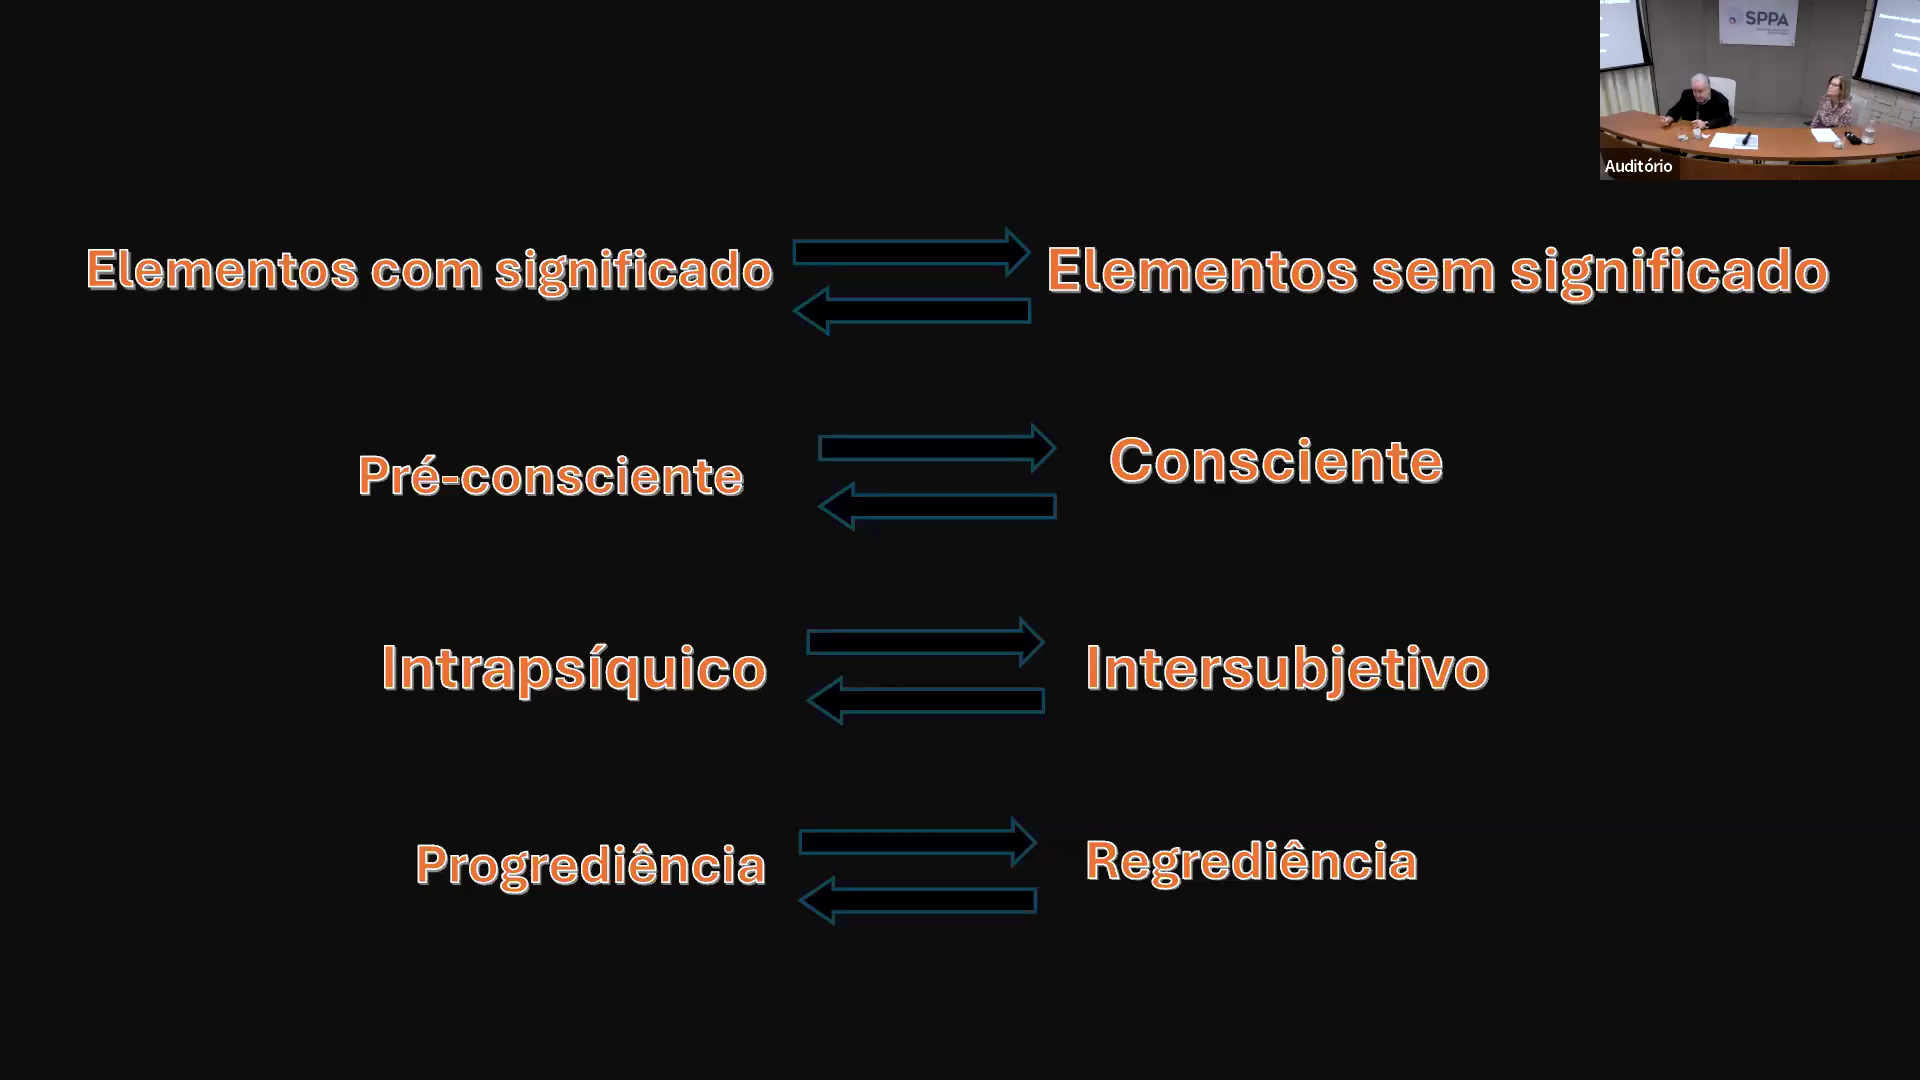 SPPA
Auditório
Elementos com significado
Elementos sem significado
Pré-consciente
Consciente
Intrapsíquico
Intersubjetivo
Progrediência
Regrediência